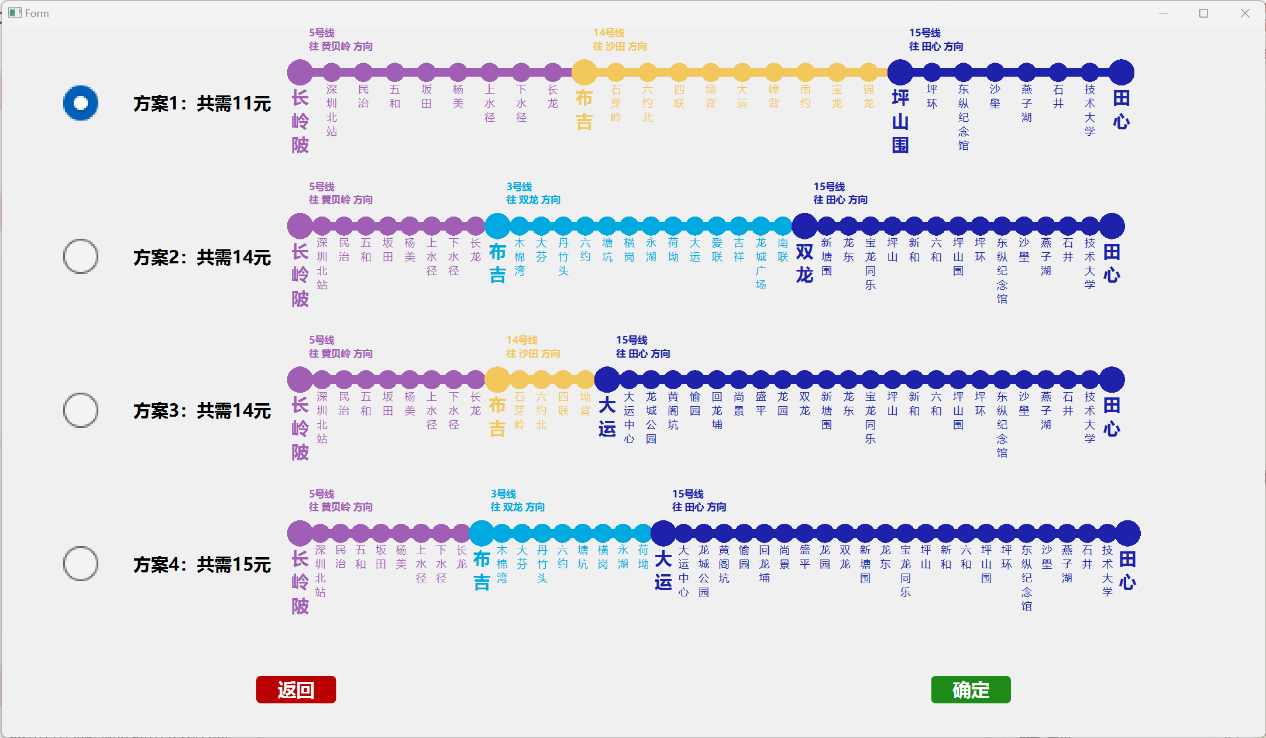 Form
5号线
往 黄贝岭 方向
14号线
往 沙田 方向
15号线
往 田心 方向
方案1：共需11元
长岭陂
深圳北站
民治
五和
坂田
杨美
上水径
下水径
长龙
布吉
石芽岭
六约北
四联
坳背
大运
嶂背
南约
宝龙
锦龙
坪山围
坪环
东纵纪念馆
沙壆
燕子湖
石井
技术大学
田心
5号线
往 黄贝岭 方向
3号线
往 双龙 方向
15号线
往 田心 方向
方案2：共需14元
长岭陂
深圳北站
民治
五和
坂田
杨美
上水径
下水径
长龙
布吉
木棉湾
大芬
丹竹头
六约
塘坑
横岗
永湖
荷坳
大运
爱联
吉祥
龙城广场
南联
双龙
新塘围
龙东
宝龙同乐
坪山
新和
六和
坪山围
坪环
东纵纪念馆
沙壆
燕子湖
石井
技术大学
田心
5号线
往 黄贝岭 方向
14号线
往 沙田 方向
15号线
往 田心 方向
方案3：共需14元
长岭陂
深圳北站
民治
五和
坂田
杨美
上水径
下水径
长龙
布吉
石芽岭
六约北
四联
坳背
大运
大运中心
龙城公园
黄阁坑
愉园
回龙埔
尚景
盛平
龙园
双龙
新塘围
龙东
宝龙同乐
坪山
新和
六和
坪山围
坪环
东纵纪念馆
沙壆
燕子湖
石井
技术大学
田心
5号线
往 黄贝岭 方向
3号线
往 双龙 方向
15号线
往 田心 方向
方案4：共需15元
长岭陂
深圳北站
民治
五和
坂田
杨美
上水径
下水径
长龙
布吉
木棉湾
大芬
丹竹头
六约
塘坑
横岗
永湖
荷坳
大运
大运中心
龙城公园
黄阁坑
愉园
回龙埔
尚景
盛平
龙园
双龙
新塘围
龙东
宝龙同乐
坪山
新和
六和
坪山围
坪环
东纵纪念馆
沙壆
燕子湖
石井
技术大学
田心
返回
确定